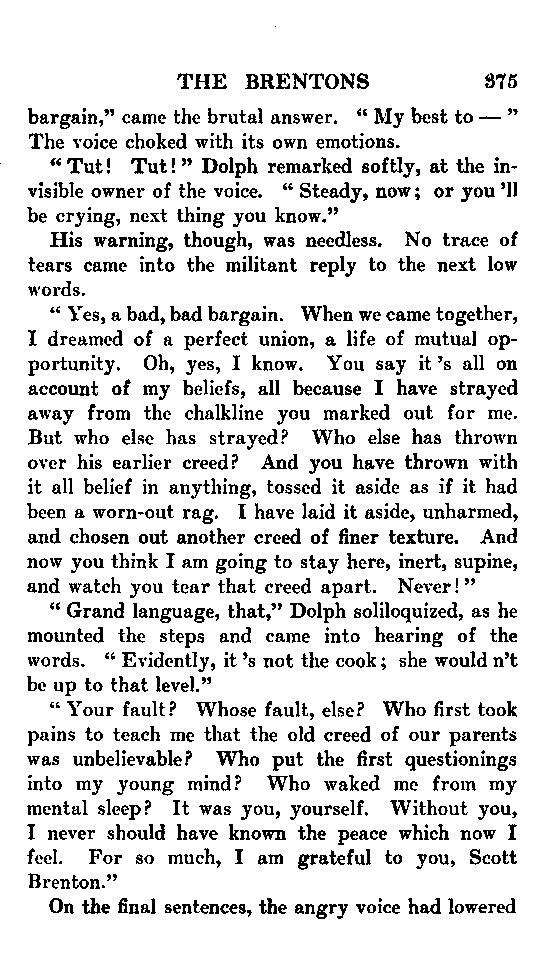 THE BRENTONS 375
bargain,” came the brutal answer. “ My best to — ”
The voice choked with its own emotions.
“ Tut! Tut! ” Dolph remarked softly, at the in-
visible owner of the voice. “ Steady, now; or you 'll
be crying, next thing you know.”
His warning, though, was needless. No trace of
tears came into the militant reply to the next low
words.
“ Yes, a bad, bad bargain. When we came together,
I dreamed of a perfect union, a life of mutual op-
portunity. Oh, yes, I know. You say it 's all on
account of my beliefs, all because I have strayed
away from the chalkline you marked out for me.
But who else has strayed? Who else has thrown
over his earlier creed? And you have thrown with
it all belief in anything, tossed it aside as if it had
been a worn-out rag. I have laid it aside, unharmed,
and chosen out another creed of finer texture. And
now you think I am going to stay here, inert, supine,
and watch you tear that creed apart. Never! ”
“ Grand language, that,” Dolph soliloquized, as he
mounted the steps and came into hearing of the
words. “ Evidently, it 's not the cook; she would n't
be up to that level.”
“ Your fault? Whose fault, else? Who first took
pains to teach me that the old creed of our parents
was unbelievable? Who put the first questionings
into my young mind? Who waked me from my
mental sleep? It was you, yourself. Without you,
I never should have known the peace which now I
feel. For so much, I am grateful to you, Scott
Brenton.”
On the final sentences, the angry voice had lowered